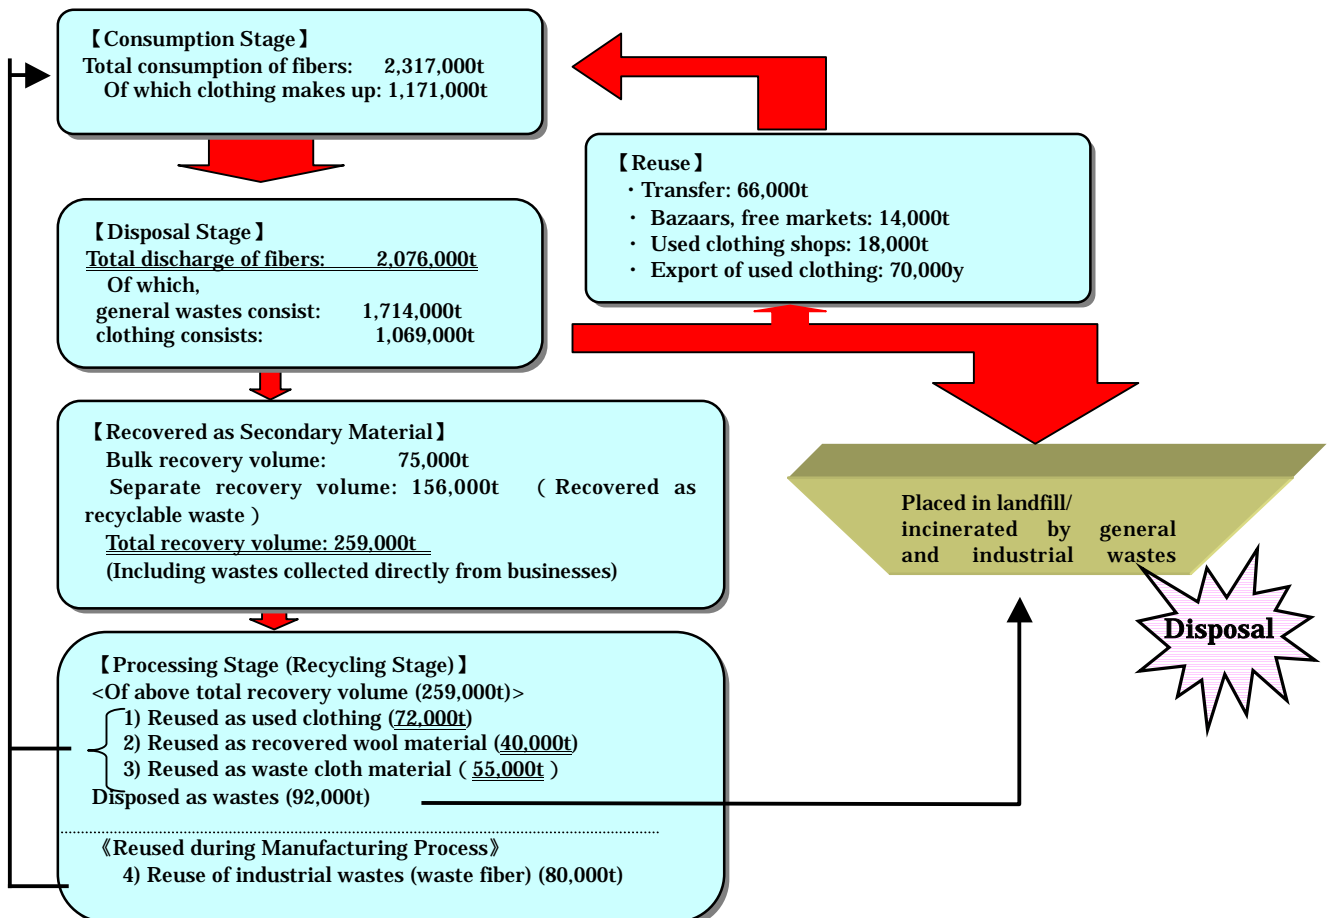 【Consumption Stage】
Total consumption of fibers: 2,317,000t
Of which clothing makes up: 1,171,000t
【Reuse】
・Transfer: 66,000t
・ Bazaars, free markets: 14,000t
・ Used clothing shops: 18,000t
・ Export of used clothing: 70,000y
【Disposal Stage】
Total discharge of fibers: 2,076,000t
Of which,
general wastes consist: 1,714,000t
clothing consists: 1,069,000t
【Recovered as Secondary Material】
Bulk recovery volume: 75,000t
Separate recovery volume: 156,000t （Recovered as
recyclable waste）
Total recovery volume: 259,000t
(Including wastes collected directly from businesses)
Placed in landfill/
incinerated by general
and industrial wastes
Disposal
【Processing Stage (Recycling Stage)】
<Of above total recovery volume (259,000t)>
1) Reused as used clothing (72,000t)
2) Reused as recovered wool material (40,000t)
3) Reused as waste cloth material（55,000t）
Disposed as wastes (92,000t)
《Reused during Manufacturing Process》
4) Reuse of industrial wastes (waste fiber) (80,000t)